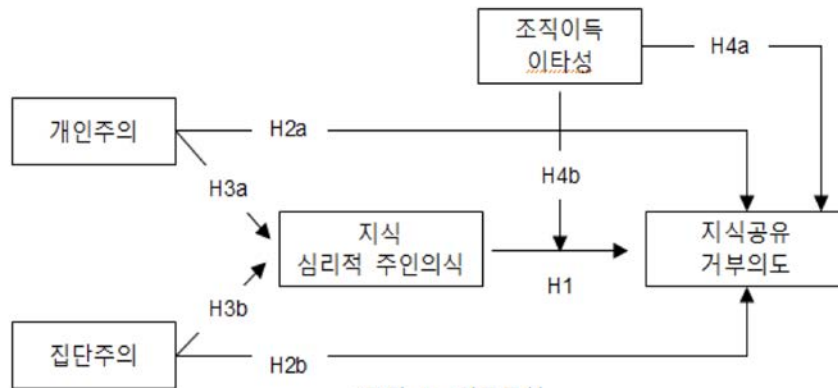 조직이득
이타성
H4a
개인주의
H2a
H4b
H3a
지식
심리적 주인의식
지식공유
거부의도
H1
H3b
집단주의
H2b